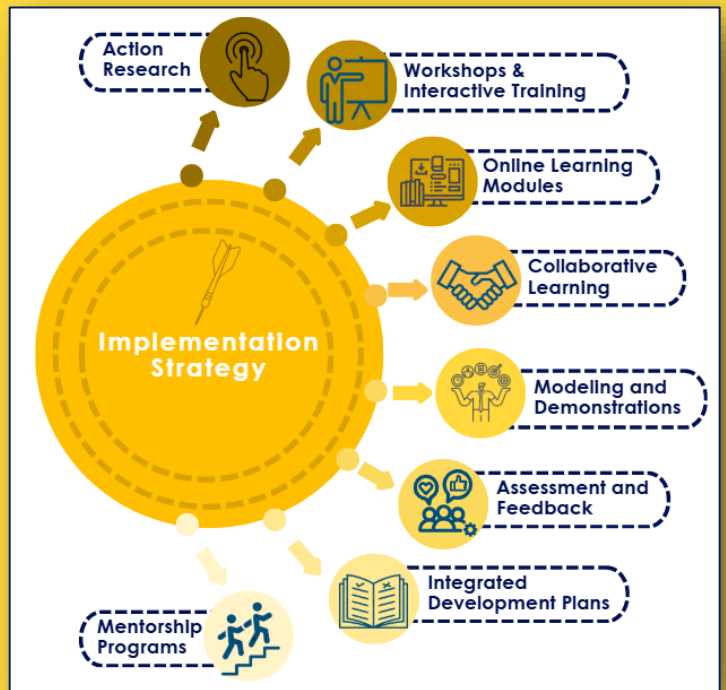 Action
Research
Workshops &
Interactive Training
Online Learning
Modules
Collaborative
Learning
Implementation
Strategy
Modeling and
Demonstrations
Assessment and
Feedback
Integrated
Development Plans
Mentorship
Programs